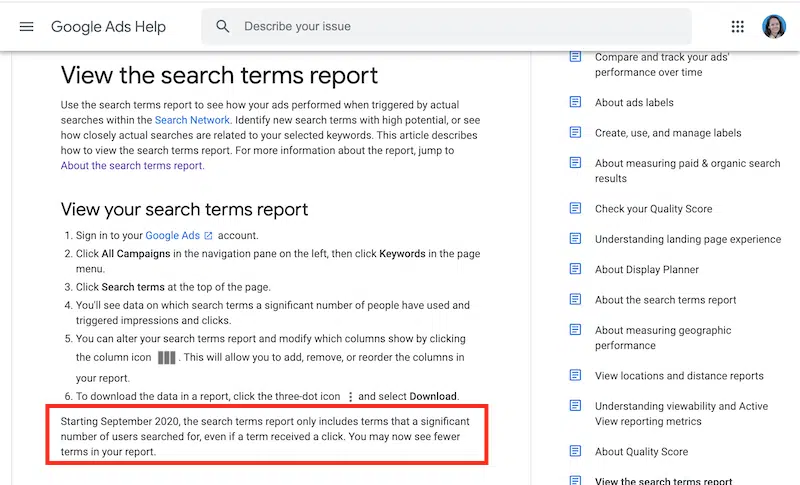 Google Ads Help
Describe your issue
View the search terms report
Use the search terms report to see how your ads performed when triggered by actual
searches within the Search Network. Identify new search terms with high potential, or see
how closely actual searches are related to your selected keywords. This article describes
how to view the search terms report. For more information about the report, jump to
About the search terms report.
View your search terms report
1. Sign in to your Google Ads account.
2. Click All Campaigns in the navigation pane on the left, then click Keywords in the page
menu.
3. Click Search terms at the top of the page.
4. You'll see data on which search terms a significant number of people have used and
triggered impressions and clicks.
5. You can alter your search terms report and modify which columns show by clicking
the column icon . This will allow you to add, remove, or reorder the columns in
your report.
6. To download the data in a report, click the three-dot icon and select Download.
Starting September 2020, the search terms report only includes terms that a significant
number of users searched for, even if a term received a click. You may now see fewer
terms in your report.
Compare and track your ads'
performance over time
About ads labels
Create, use, and manage labels
About measuring paid & organic search
results
Check your Quality Score
Understanding landing page experience
About Display Planner
About the search terms report
About measuring geographic
performance
View locations and distance reports
Understanding viewability and Active
View reporting metrics
About Quality Score
View the search terms report